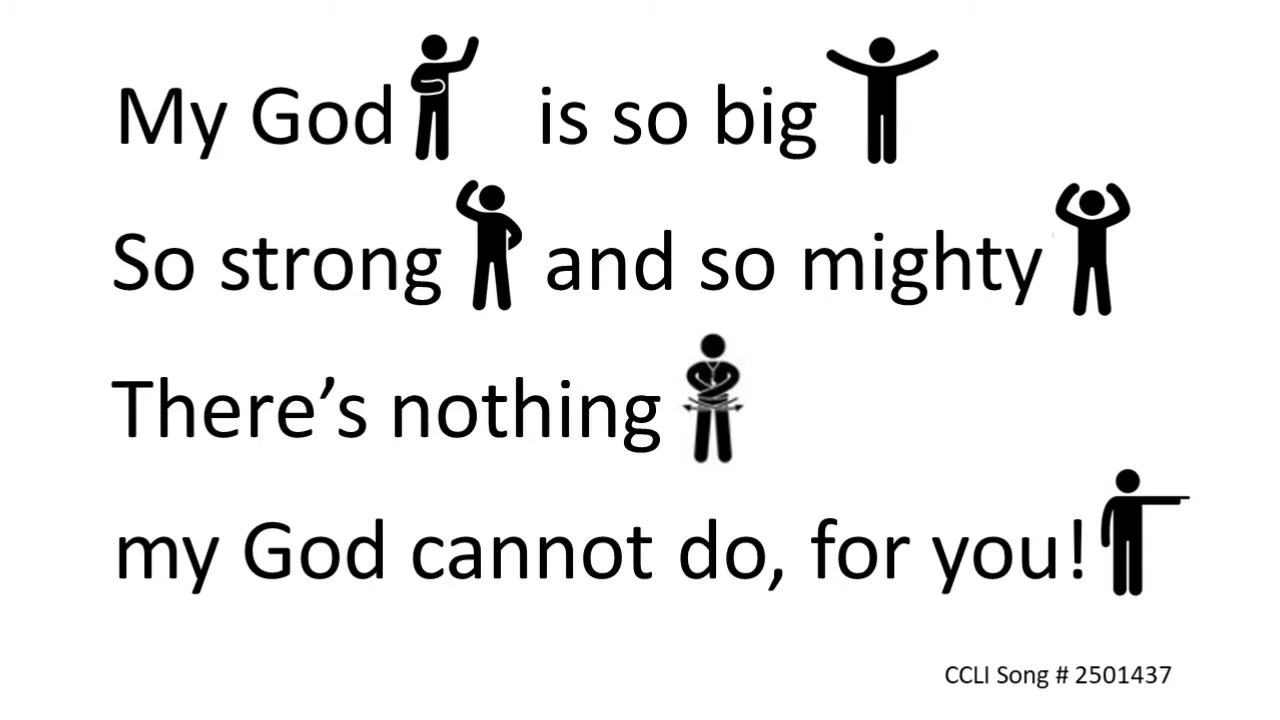 My God is so big
So strong and so mighty
There’s nothing
my God cannot do, for you!
CCLI Song # 2501437